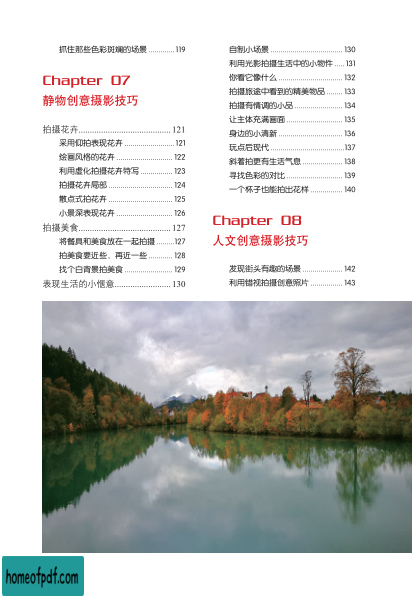 抓住那些色彩斑斓的场景 ............ 119
Chapter 07
静物创意摄影技巧
拍摄花卉 ..................................... 121
采用仰拍表现花卉 ...................... 121
绘画风格的花卉 ......................... 122
利用虚化拍摄花卉特写 .............. 123
拍摄花卉局部 ............................ 124
散点式拍花卉 ............................ 125
小景深表现花卉 ......................... 126
拍摄美食 ..................................... 127
将餐具和美食放在一起拍摄 ....... 127
拍美食要近些，再近一些 ........... 128
找个白背景拍美食 ..................... 129
表现生活的小惬意 ....................... 130
自制小场景 ................................ 130
利用光影拍摄生活中的小物件 ..... 131
你看它像什么 ............................ 132
拍摄旅途中看到的精美物品 ....... 133
拍摄有情调的小品 ..................... 134
让主体充满画面 ......................... 135
身边的小清新 ............................ 136
玩点后现代 ................................ 137
斜着拍更有生活气息 .................. 138
寻找色彩的对比 ......................... 139
一个杯子也能拍出花样 .............. 140
Chapter 08
人文创意摄影技巧
发现街头有趣的场景 .................. 142
利用错视拍摄创意照片 .............. 143
homeofpdf.com